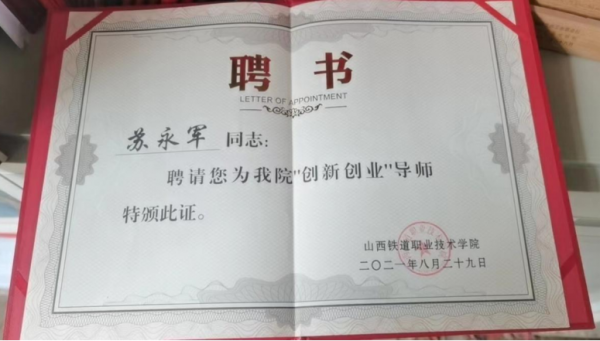 聘 书
LETTER OF APPOINTMENT
苏永军 同志:
聘请您为我院"创新创业"导师
特颁此证。
山西铁道职业技术学院
二〇二一年八月二十九日